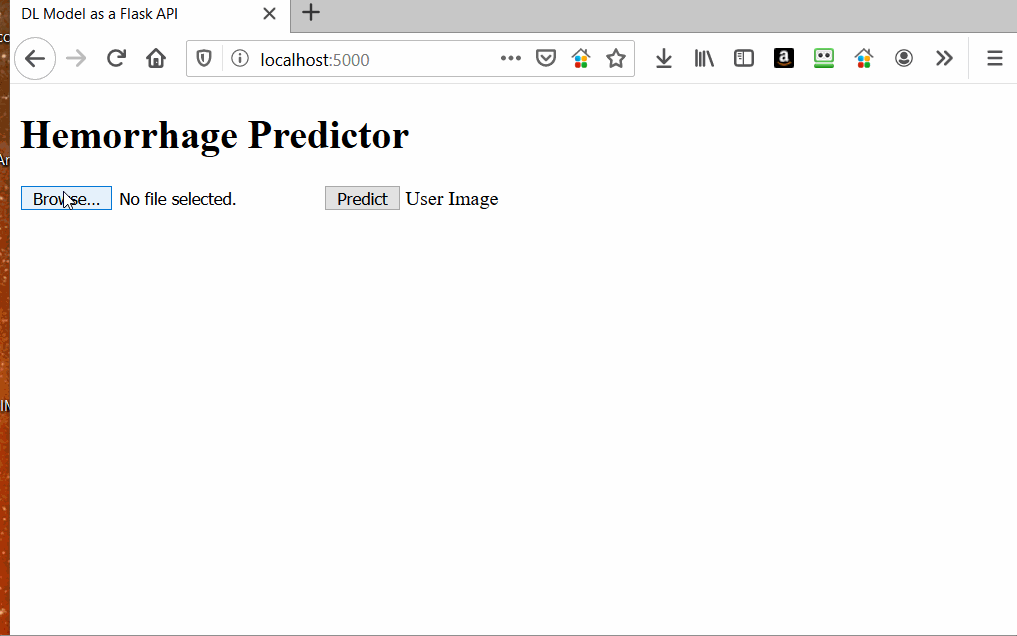 DL Model as a Flask API
localhost:5000
a
Hemorrhage Predictor
Browse... No file selected. Predict User Image